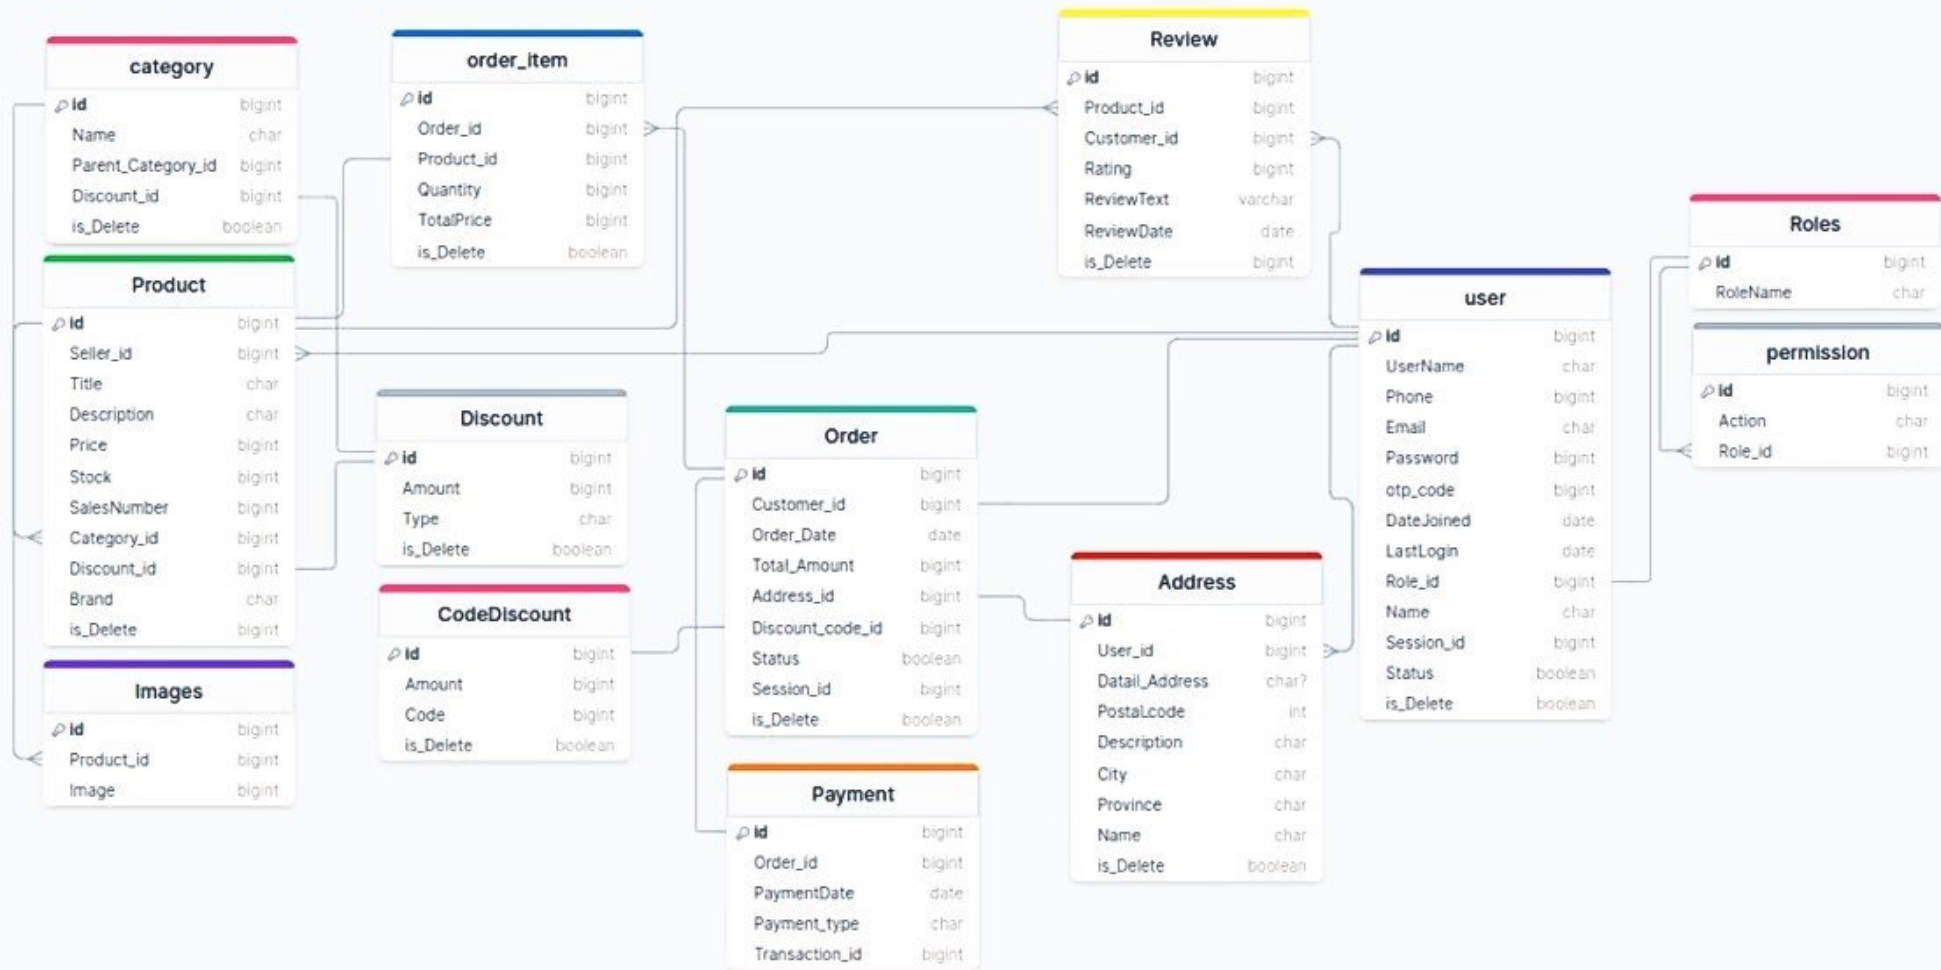 category
id bigint
Name char
Parent_Category_id bigint
Discount_id bigint
is_Delete boolean
Product
id bigint
Seller_id bigint
Title char
Description char
Price bigint
Stock bigint
SalesNumber bigint
Category_id bigint
Discount_id bigint
Brand char
is_Delete bigint
Images
id bigint
Product_id bigint
Image bigint
order_item
id bigint
Order_id bigint
Product_id bigint
Quantity bigint
TotalPrice bigint
is_Delete boolean
Discount
id bigint
Amount bigint
Type char
is_Delete boolean
CodeDiscount
id bigint
Amount bigint
Code bigint
is_Delete boolean
Order
id bigint
Customer_id bigint
Order_Date date
Total_Amount bigint
Address_id bigint
Discount_code_id bigint
Status boolean
Session_id bigint
is_Delete boolean
Payment
id bigint
Order_id bigint
PaymentDate date
Payment_type char
Transaction_id bigint
Review
id bigint
Product_id bigint
Customer_id bigint
Rating bigint
ReviewText varchar
ReviewDate date
is_Delete bigint
Address
id bigint
User_id bigint
Datail_Address char?
PostaLcode int
Description char
City char
Province char
Name char
is_Delete boolean
user
id bigint
UserName char
Phone bigint
Email char
Password bigint
otp_code bigint
DateJoined date
LastLogin date
Role_id bigint
Name char
Session_id bigint
Status boolean
is_Delete boolean
Roles
id bigint
RoleName char
permission
id bigint
Action char
Role_id bigint